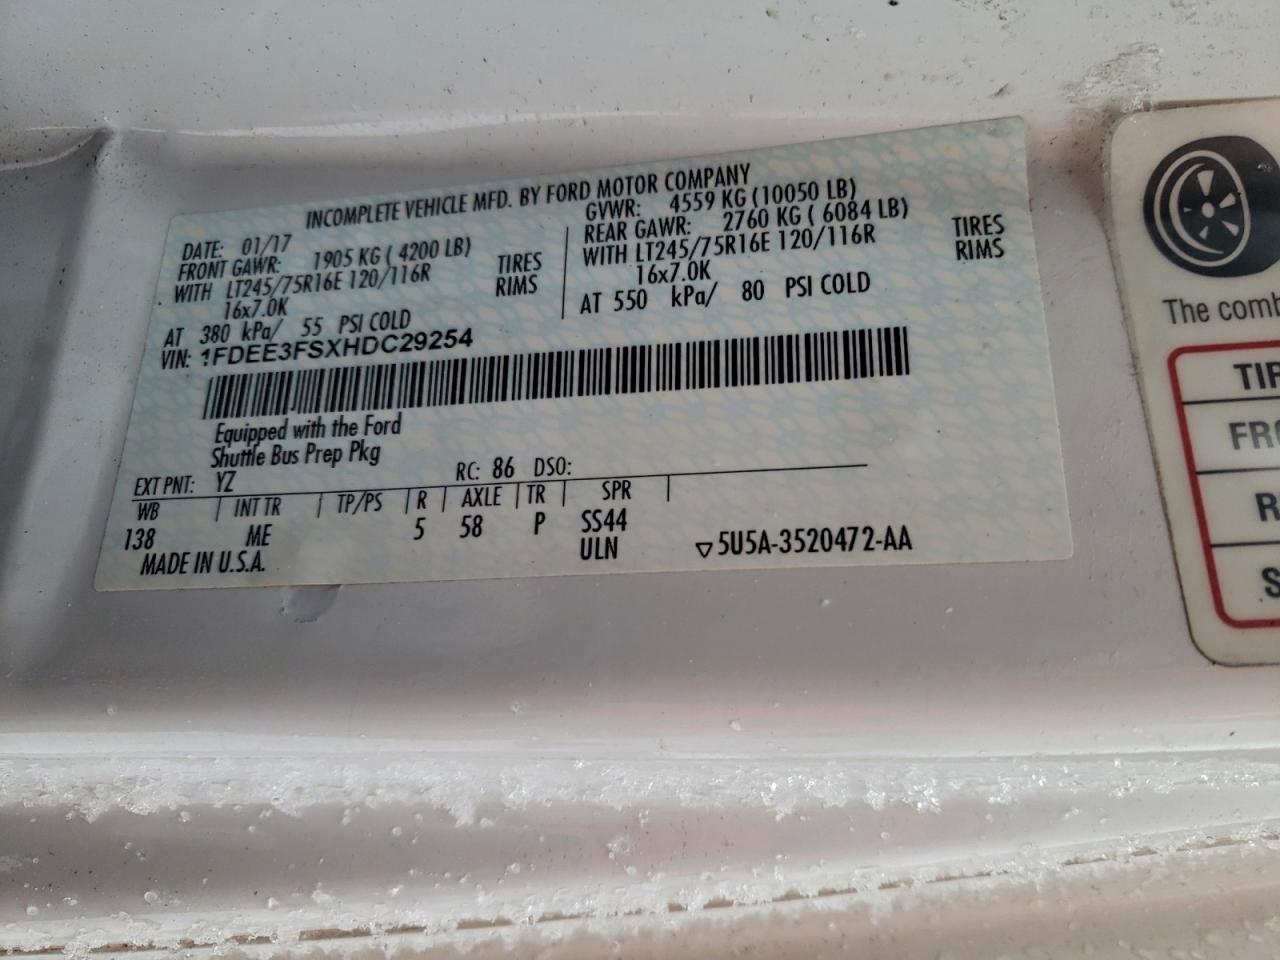 INCOMPLETE VEHICLE MFD. BY FORD MOTOR COMPANY
DATE: 01/17
FRONT GAWR: 1905 KG ( 4200 LB)
WITH LT245/75R16E 120/116R TIRES
16x7.0K RIMS
AT 380 kPa/ 55 PSI COLD
GVWR: 4559 KG (10050 LB)
REAR GAWR: 2760 KG ( 6084 LB)
WITH LT245/75R16E 120/116R TIRES
16x7.0K RIMS
AT 550 kPa/ 80 PSI COLD
VIN: 1FDEE3FSXHDC29254
Equipped with the Ford
Shuttle Bus Prep Pkg
EXT PNT: YZ RC: 86 DSO:
WB INT TR TP/PS R AXLE TR SPR
138 ME 5 58 P SS44
ULN
MADE IN U.S.A.
▽5U5A-3520472-AA
The comb
TIR
FRO
R
S